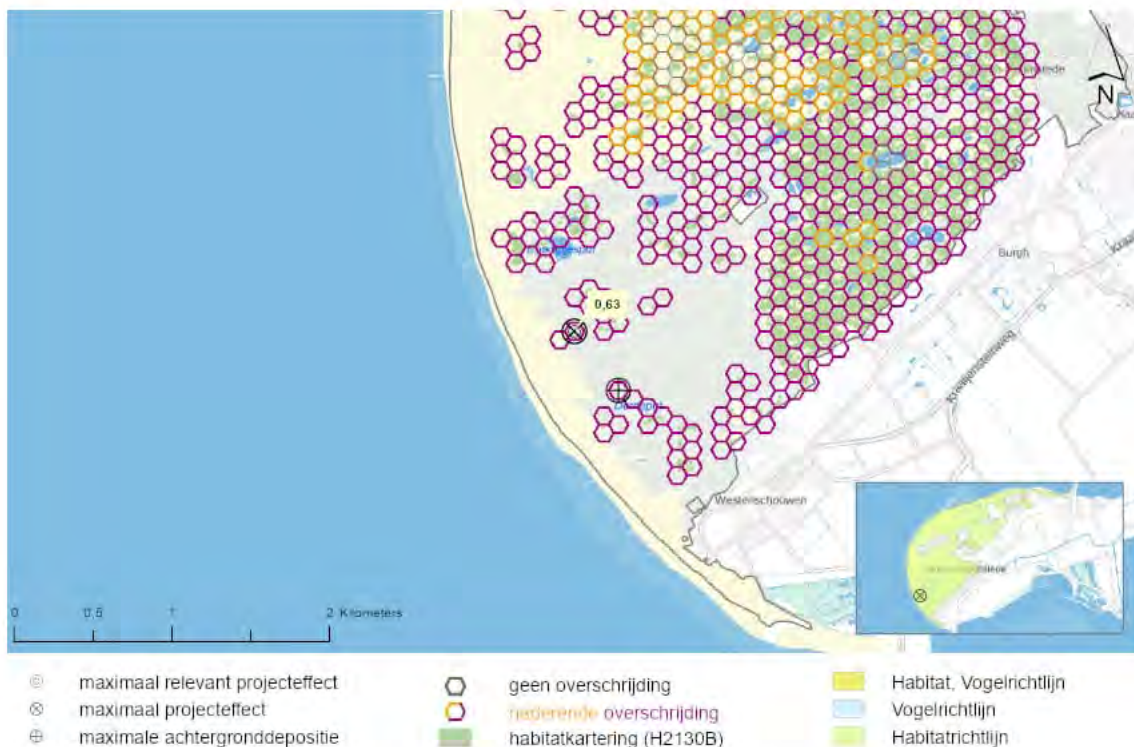 N
Burgh
Kraaijensteinweg
0,63
Westenschouwen
0 0,5 1 2 Kilometers
maximaal relevant projecteffect
maximaal projecteffect
maximale achtergronddepositie
geen overschrijding
naderende overschrijding
habitatkartering (H2130B)
Habitat, Vogelrichtlijn
Vogelrichtlijn
Habitatrichtlijn